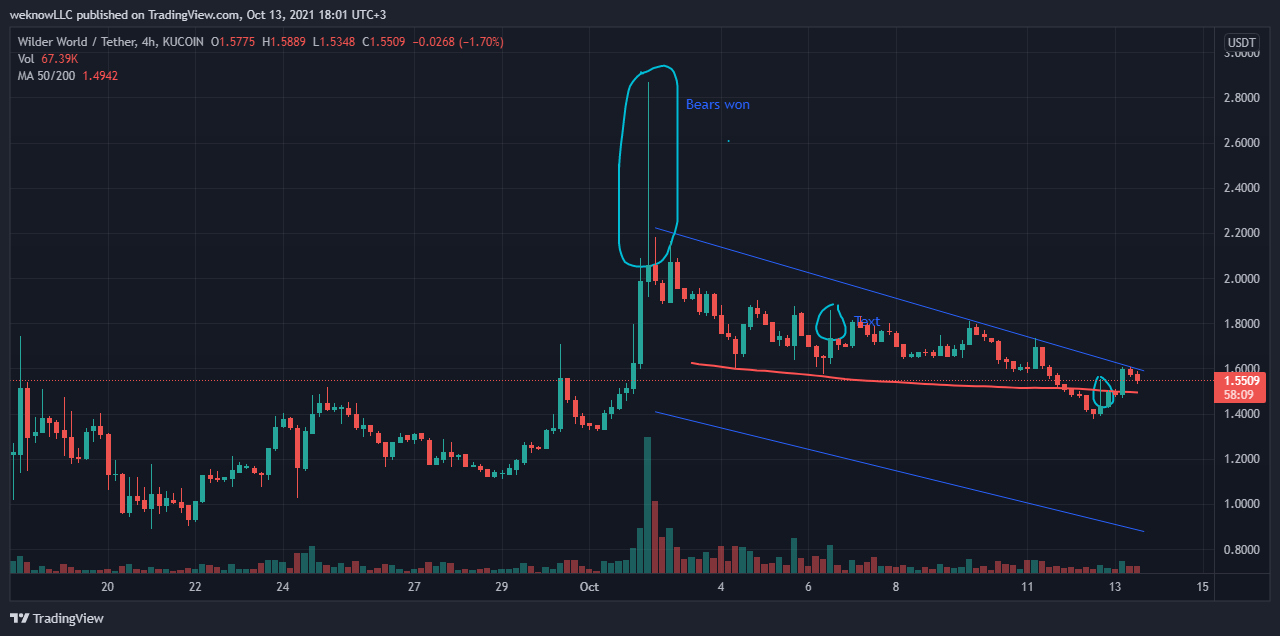 weknowLLC published on TradingView.com, Oct 13, 2021 18:01 UTC+3
Wilder World / Tether, 4h, KUCOIN O1.5775 H1.5889 L1.5348 C1.5509 −0.0268 (−1.70%)
Vol 67.39K
MA 50/200 1.4942
USDT
3.0000
2.8000
Bears won
2.6000
2.4000
2.2000
2.0000
1.8000
Text
1.6000
1.5509
58:09
1.4000
1.2000
1.0000
0.8000
20 22 24 27 29 Oct 4 6 8 11 13 15
TradingView